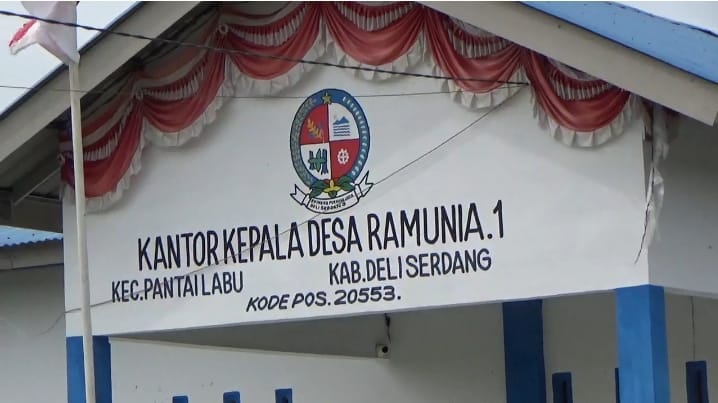 KANTOR KEPALA DESA RAMUNIA.1
KEC.PANTAI LABU KAB.DELI SERDANG
KODE POS. 20553.